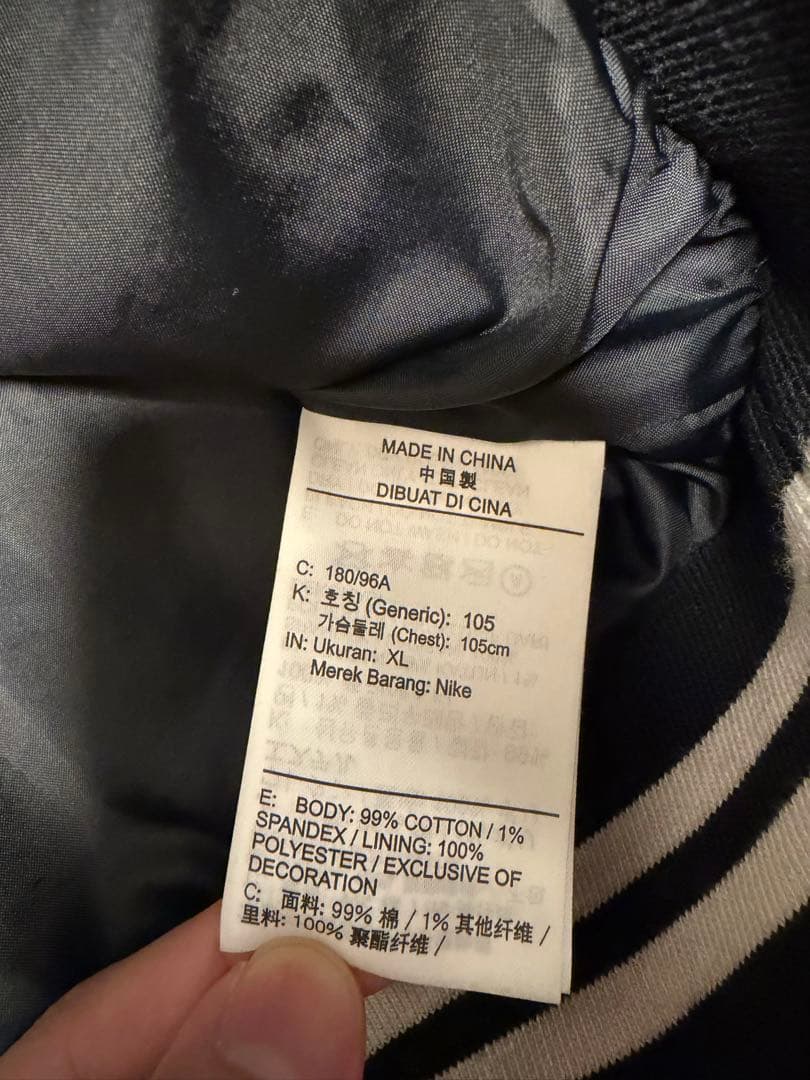 MADE IN CHINA
中国製
DIBUAT DI CINA
C: 180/96A
K: 호칭 (Generic): 105
가슴둘레 (Chest): 105cm
IN: Ukuran: XL
Merek Barang: Nike
E: BODY: 99% COTTON / 1%
SPANDEX / LINING: 100%
POLYESTER / EXCLUSIVE OF
DECORATION
C: 面料: 99% 棉 / 1% 其他纤维 /
里料: 100% 聚酯纤维 /